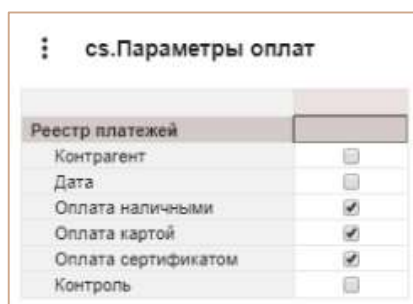 cs.Параметры оплат
Реестр платежей
Контрагент
Дата
Оплата наличными
Оплата картой
Оплата сертификатом
Контроль